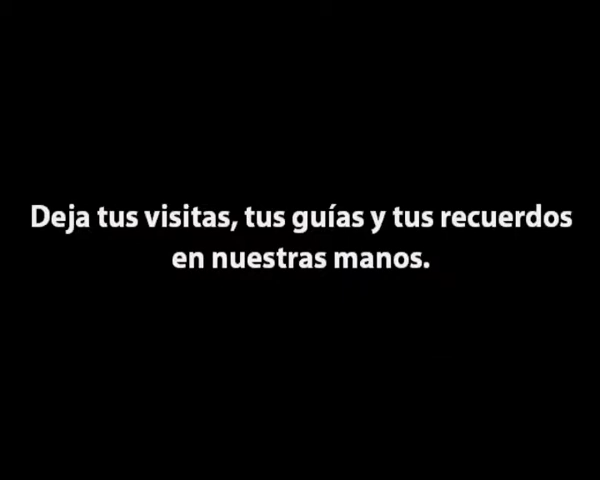 Deja tus visitas, tus guías y tus recuerdos
en nuestras manos.